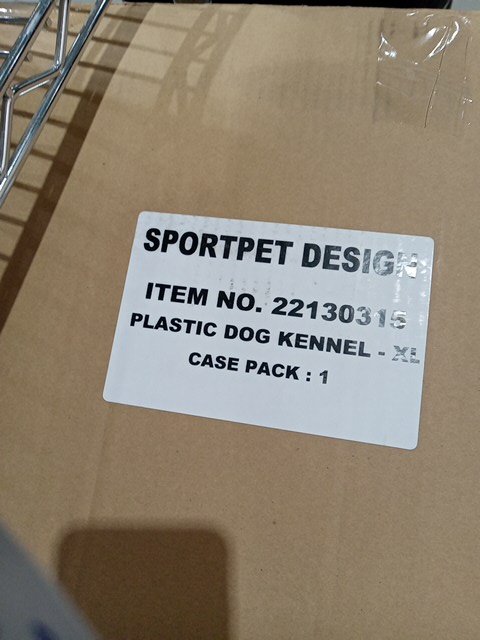 SPORTPET DESIGN
ITEM NO. 22130315
PLASTIC DOG KENNEL - XL
CASE PACK : 1